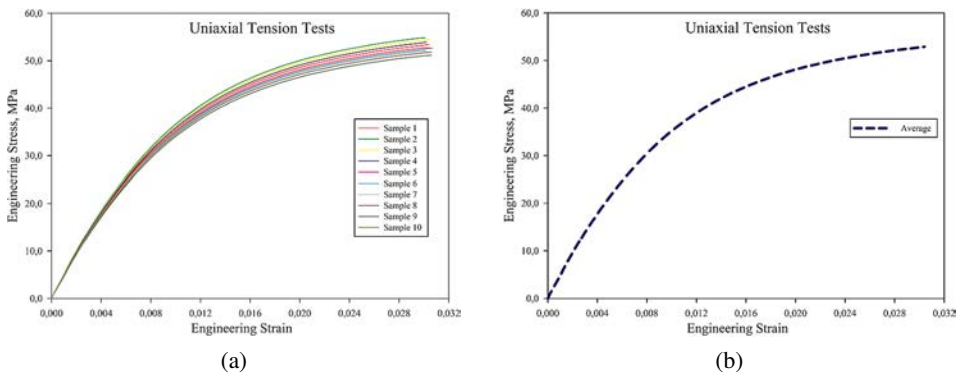 Uniaxial Tension Tests
60,0
50,0
40,0
30,0
20,0
10,0
0,0
Engineering Stress, MPa
Sample 1
Sample 2
Sample 3
Sample 4
Sample 5
Sample 6
Sample 7
Sample 8
Sample 9
Sample 10
0,000 0,004 0,008 0,012 0,016 0,020 0,024 0,028 0,032
Engineering Strain
(a)
Uniaxial Tension Tests
60,0
50,0
40,0
30,0
20,0
10,0
0,0
Engineering Stress, MPa
Average
0,000 0,004 0,008 0,012 0,016 0,020 0,024 0,028 0,032
Engineering Strain
(b)